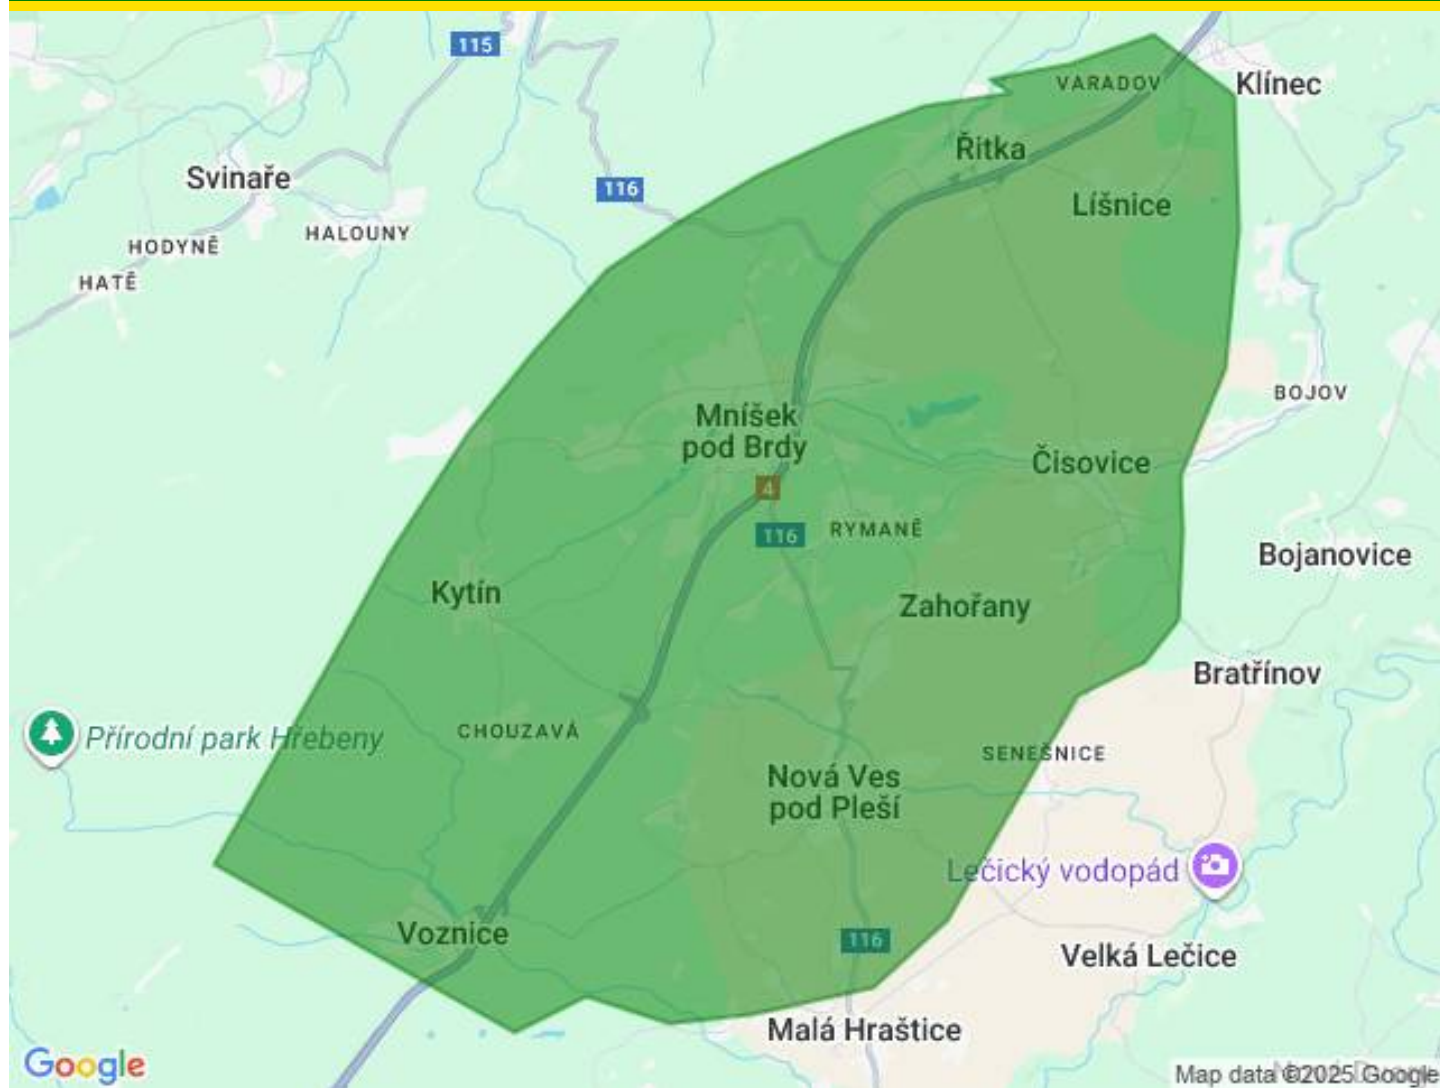 115
VARADOV
Klínec
Řitka
Svinaře
116
Líšnice
HALOUNY
HODYNĚ
HATĚ
BOJOV
Mníšek
pod Brdy
Čisovice
4
116
RYMANĚ
Bojanovice
Kytín
Zahořany
Bratřínov
Přírodní park Hřebeny
CHOUZAVÁ
SENEŠNICE
Nová Ves
pod Pleší
Lečický vodopád
Voznice
116
Velká Lečice
Malá Hraštice
Google
Map data ©2025 Google